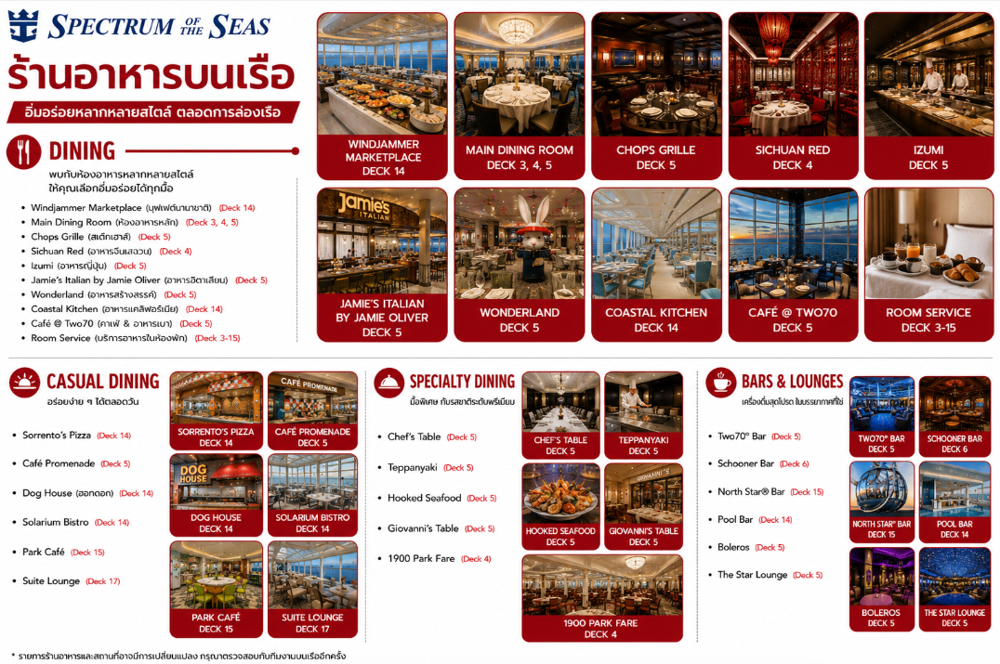 SPECTRUM OF THE SEAS
ร้านอาหารบนเรือ
อิ่มอร่อยหลากหลายสไตล์ ตลอดการล่องเรือ
DINING
พบกับห้องอาหารหลากหลายสไตล์
ให้คุณเลือกอิ่มอร่อยได้ทุกมื้อ
• Windjammer Marketplace (บุฟเฟต์นานาชาติ) (Deck 14)
• Main Dining Room (ห้องอาหารหลัก) (Deck 3, 4, 5)
• Chops Grille (สเต๊กเฮาส์) (Deck 5)
• Sichuan Red (อาหารจีนเสฉวน) (Deck 4)
• Izumi (อาหารญี่ปุ่น) (Deck 5)
• Jamie's Italian by Jamie Oliver (อาหารอิตาเลียน) (Deck 5)
• Wonderland (อาหารสร้างสรรค์) (Deck 5)
• Coastal Kitchen (อาหารแคลิฟอร์เนีย) (Deck 14)
• Café @ Two70 (คาเฟ่ & อาหารเบา) (Deck 5)
• Room Service (บริการอาหารในห้องพัก) (Deck 3-15)
WINDJAMMER
MARKETPLACE
DECK 14
MAIN DINING ROOM
DECK 3, 4, 5
CHOPS GRILLE
DECK 5
SICHUAN RED
DECK 4
IZUMI
DECK 5
Jamie's
ITALIAN
JAMIE'S ITALIAN
BY JAMIE OLIVER
DECK 5
WONDERLAND
DECK 5
COASTAL KITCHEN
DECK 14
CAFÉ @ TWO70
DECK 5
ROOM SERVICE
DECK 3-15
CASUAL DINING
อร่อยง่าย ๆ ได้ตลอดวัน
• Sorrento's Pizza (Deck 14)
• Café Promenade (Deck 5)
• Dog House (ฮอทดอก) (Deck 14)
• Solarium Bistro (Deck 14)
• Park Café (Deck 15)
• Suite Lounge (Deck 17)
SORRENTO'S PIZZA
DECK 14
CAFÉ PROMENADE
CAFÉ PROMENADE
DECK 5
DOG
HOUSE
DOG HOUSE
DECK 14
SOLARIUM BISTRO
DECK 14
PARK CAFÉ
DECK 15
SUITE LOUNGE
DECK 17
SPECIALTY DINING
มื้อพิเศษ กับรสชาติระดับพรีเมียม
• Chef's Table (Deck 5)
• Teppanyaki (Deck 5)
• Hooked Seafood (Deck 5)
• Giovanni's Table (Deck 5)
• 1900 Park Fare (Deck 4)
CHEF'S TABLE
DECK 5
TEPPANYAKI
DECK 5
HOOKED SEAFOOD
DECK 5
GIOVANNI'S
GIOVANNI'S TABLE
DECK 5
1900 PARK FARE
DECK 4
BARS & LOUNGES
เครื่องดื่มสุดโปรด ในบรรยากาศที่ใช่
• Two70° Bar (Deck 5)
• Schooner Bar (Deck 6)
• North Star® Bar (Deck 15)
• Pool Bar (Deck 14)
• Boleros (Deck 5)
• The Star Lounge (Deck 5)
TWO70° BAR
DECK 5
SCHOONER BAR
DECK 6
NORTH STAR® BAR
DECK 15
POOL BAR
DECK 14
BOLEROS
DECK 5
THE STAR LOUNGE
DECK 5
* รายการร้านอาหารและสถานที่อาจมีการเปลี่ยนแปลง กรุณาตรวจสอบกับทีมงานบนเรืออีกครั้ง